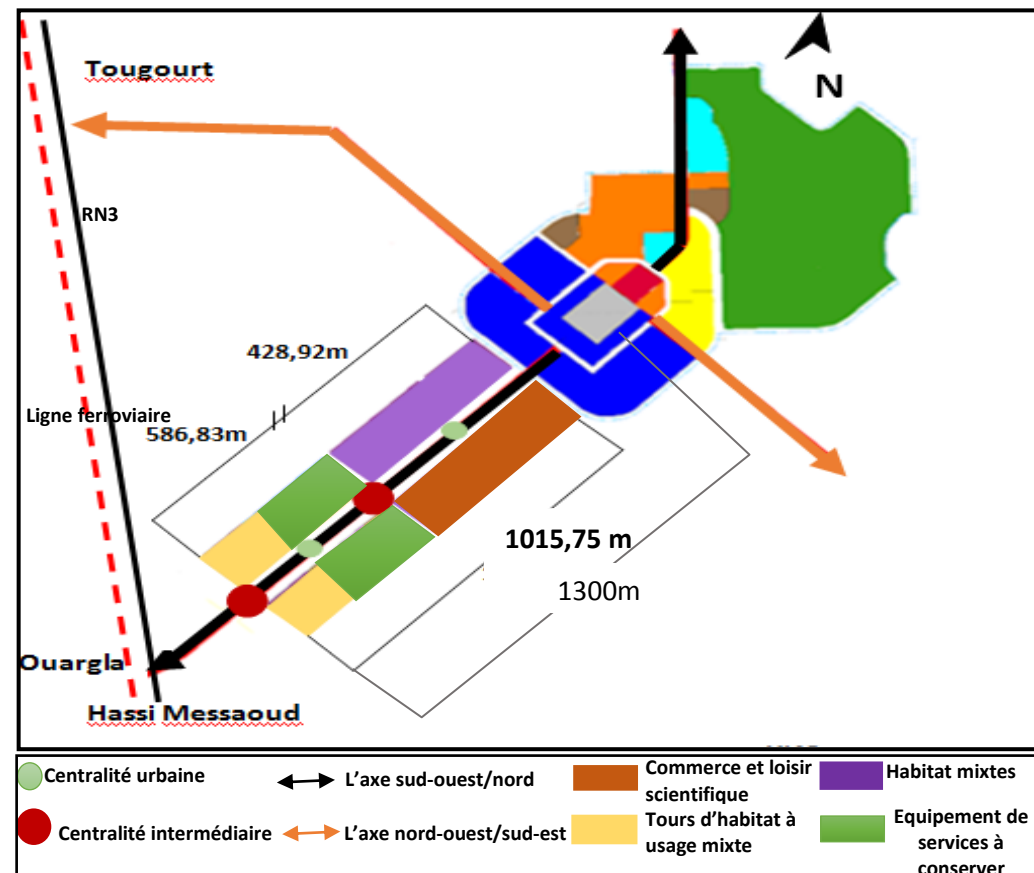 Tougourt
N
RN3
428,92m
Ligne ferroviaire
586,83m
1015,75 m
1300m
Ouargla
Hassi Messaoud
Centralité urbaine
L'axe sud-ouest/nord
Commerce et loisir
scientifique
Habitat mixtes
Centralité intermédiaire
L'axe nord-ouest/sud-est
Tours d'habitat à
usage mixte
Equipement de
services à
conserver